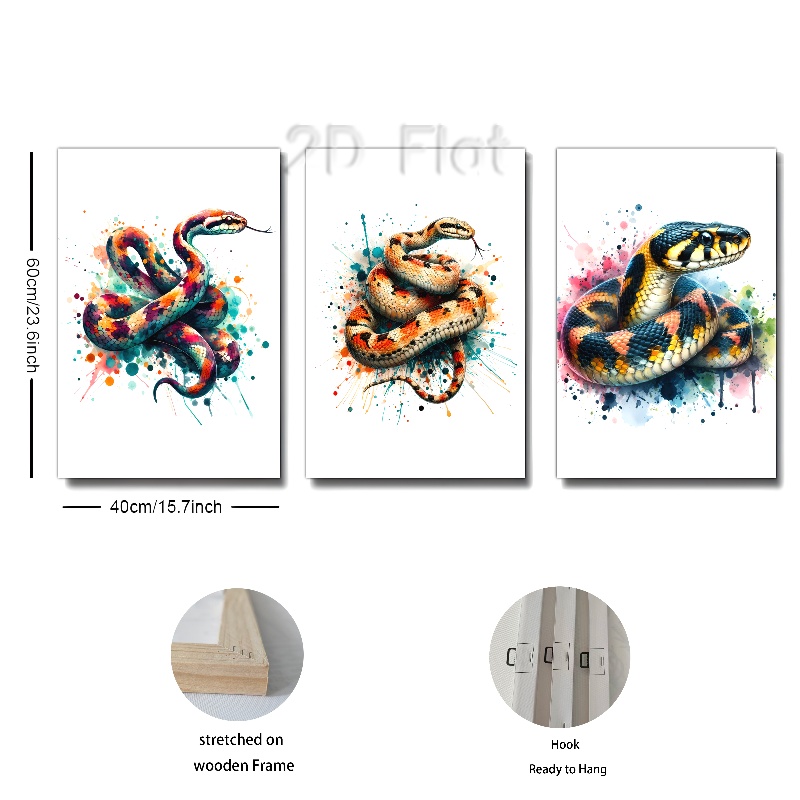 2D Flat
60cm/23.6inch
40cm/15.7inch
stretched on
wooden Frame
Hook
Ready to Hang